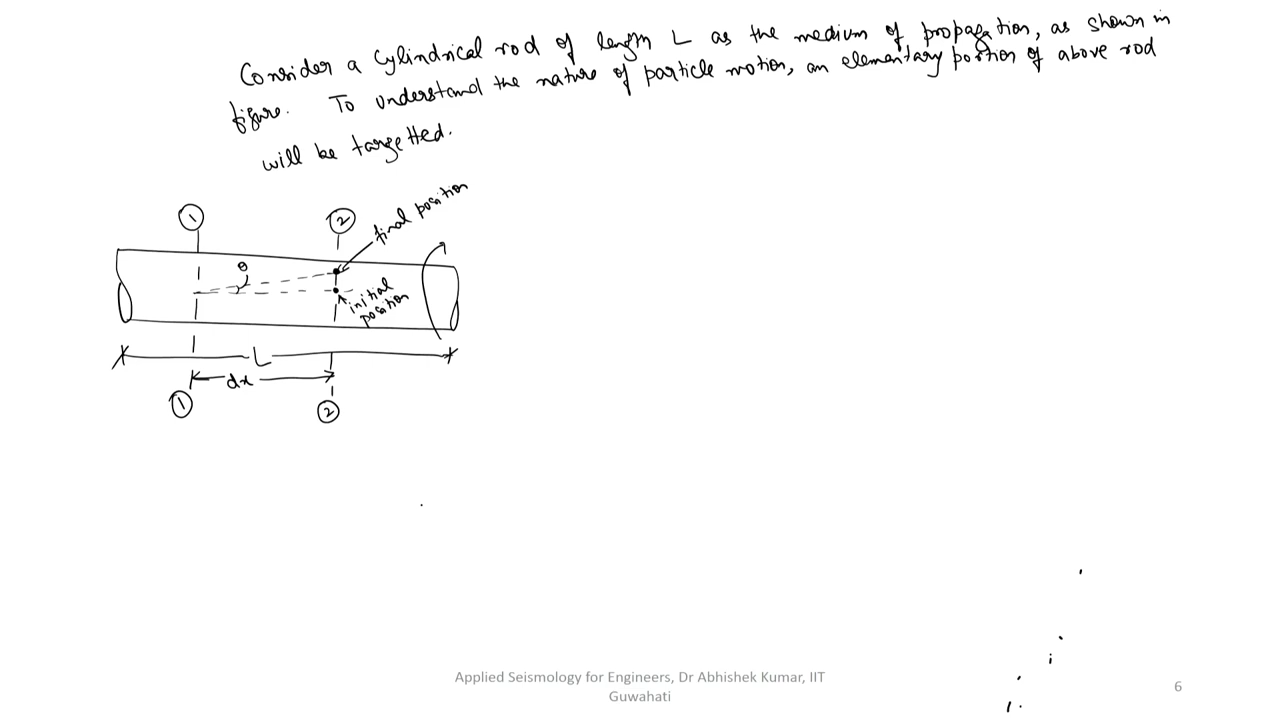 Consider a cylindrical rod of length L as the medium of propagation, as shown in
figure. To understand the nature of particle motion, an elementary portion of above rod
will be targetted.
1
2
final position
θ
initial
position
L
dx
1
2
Applied Seismology for Engineers, Dr Abhishek Kumar, IIT
Guwahati
6